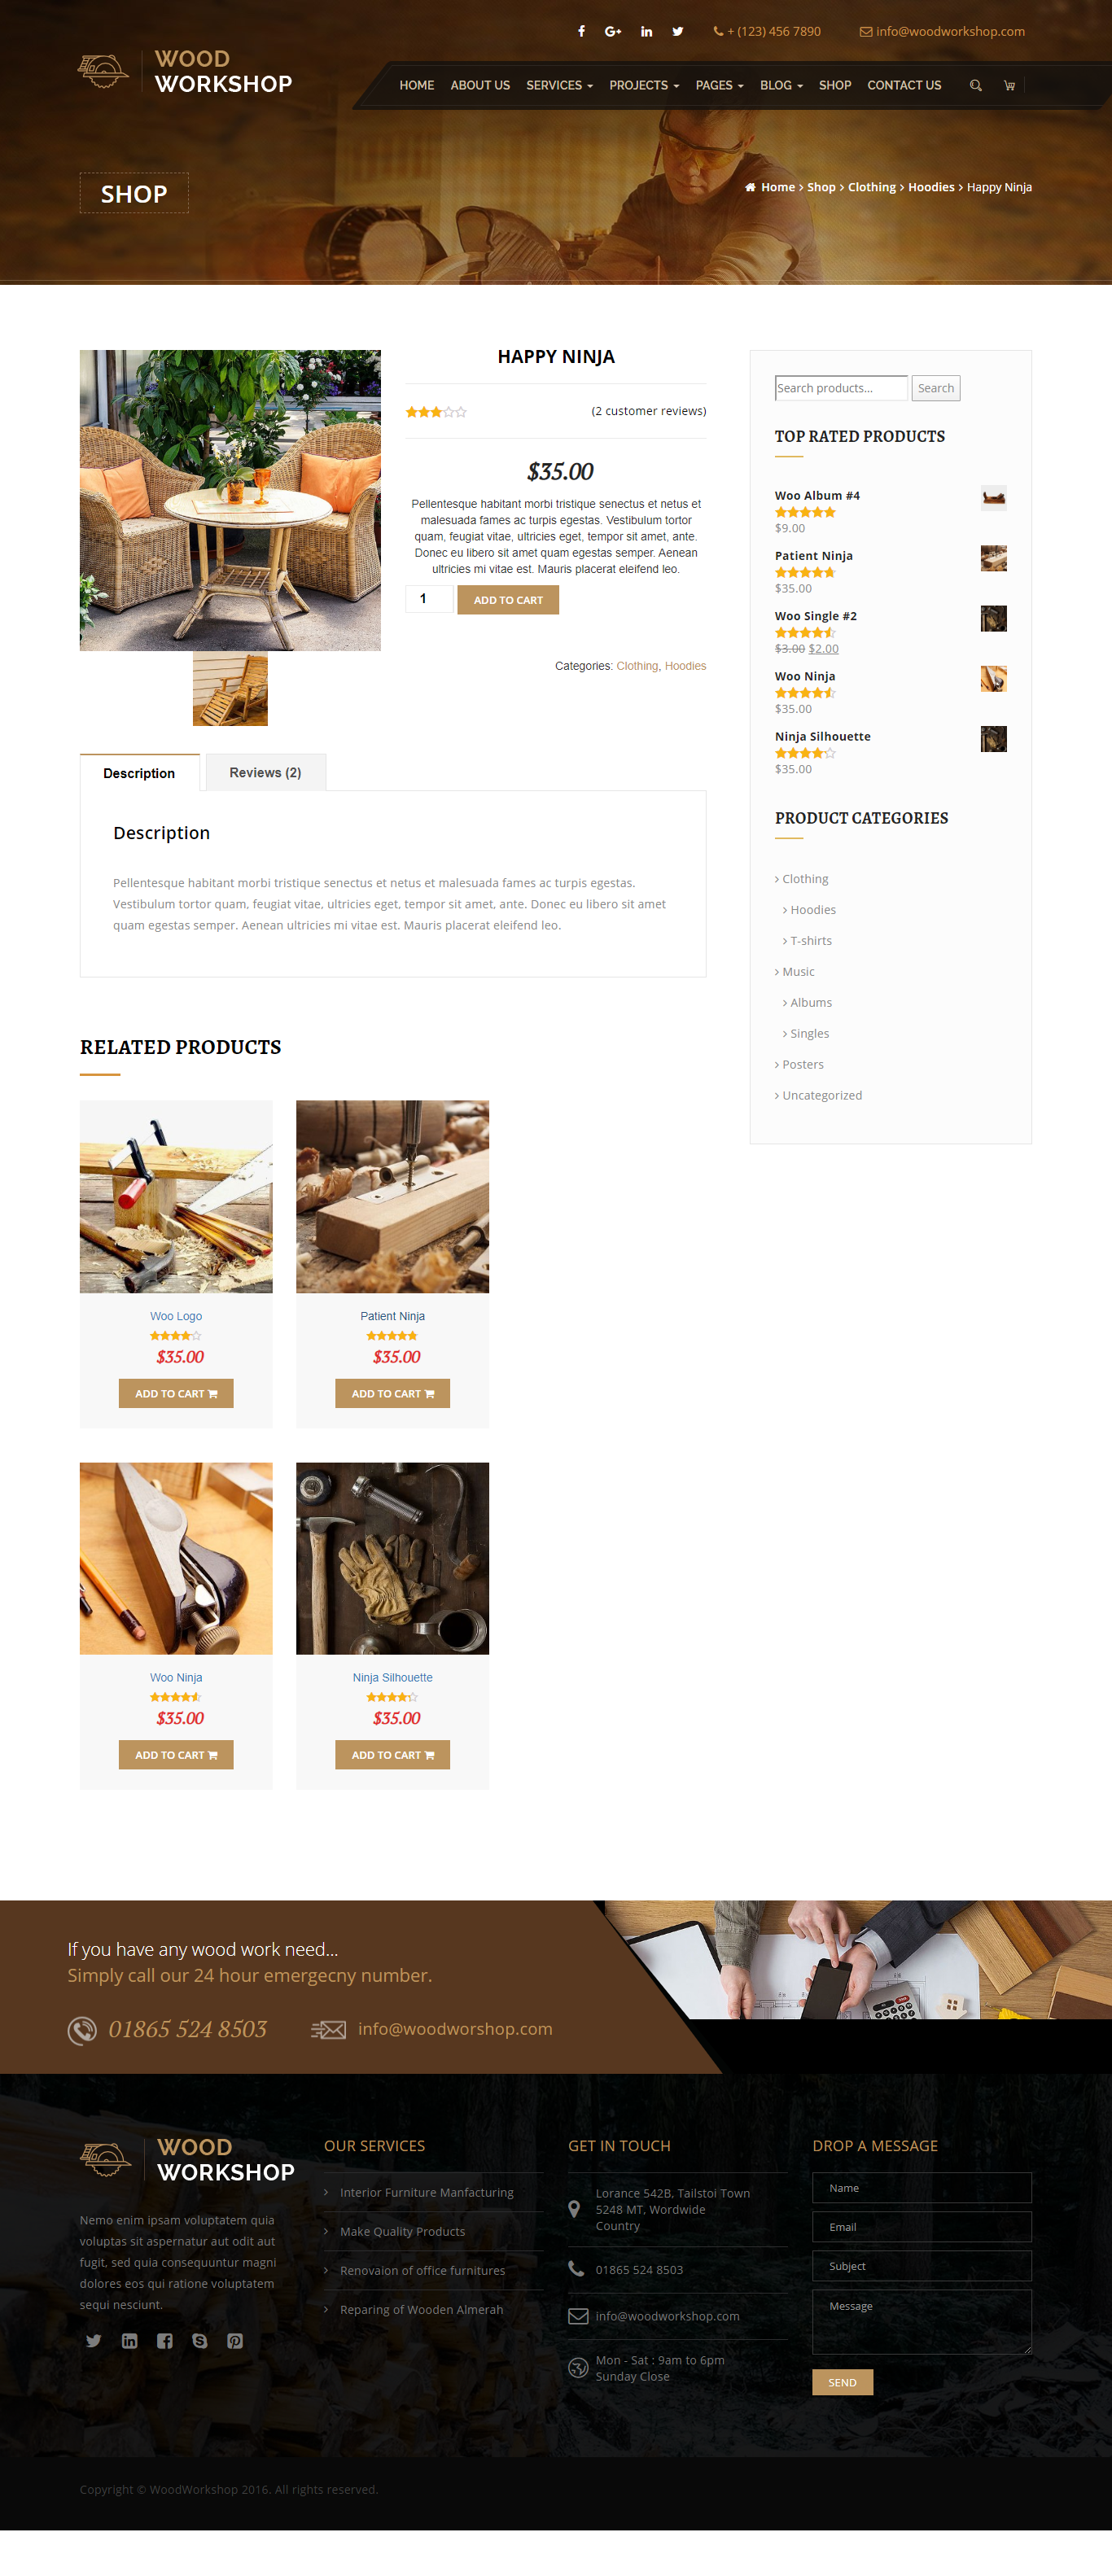 + (123) 456 7890
info@woodworkshop.com
WOOD
WORKSHOP
HOME ABOUT US SERVICES PROJECTS PAGES BLOG SHOP CONTACT US
SHOP
Home > Shop > Clothing > Hoodies > Happy Ninja
HAPPY NINJA
(2 customer reviews)
$35.00
Pellentesque habitant morbi tristique senectus et netus et
malesuada fames ac turpis egestas. Vestibulum tortor
quam, feugiat vitae, ultricies eget, tempor sit amet, ante.
Donec eu libero sit amet quam egestas semper. Aenean
ultricies mi vitae est. Mauris placerat eleifend leo.
1 ADD TO CART
Categories: Clothing, Hoodies
Description
Reviews (2)
Description
Pellentesque habitant morbi tristique senectus et netus et malesuada fames ac turpis egestas.
Vestibulum tortor quam, feugiat vitae, ultricies eget, tempor sit amet, ante. Donec eu libero sit amet
quam egestas semper. Aenean ultricies mi vitae est. Mauris placerat eleifend leo.
Search products... Search
TOP RATED PRODUCTS
Woo Album #4
$9.00
Patient Ninja
$35.00
Woo Single #2
$3.00 $2.00
Woo Ninja
$35.00
Ninja Silhouette
$35.00
PRODUCT CATEGORIES
> Clothing
> Hoodies
> T-shirts
> Music
> Albums
> Singles
> Posters
> Uncategorized
RELATED PRODUCTS
Woo Logo
$35.00
ADD TO CART
Patient Ninja
$35.00
ADD TO CART
Woo Ninja
$35.00
ADD TO CART
Ninja Silhouette
$35.00
ADD TO CART
If you have any wood work need...
Simply call our 24 hour emergecny number.
01865 524 8503
info@woodworshop.com
WOOD
WORKSHOP
Nemo enim ipsam voluptatem quia
voluptas sit aspernatur aut odit aut
fugit, sed quia consequuntur magni
dolores eos qui ratione voluptatem
sequi nesciunt.
OUR SERVICES
> Interior Furniture Manfacturing
> Make Quality Products
> Renovaion of office furnitures
> Reparing of Wooden Almerah
GET IN TOUCH
Lorance 542B, Tailstoi Town
5248 MT, Wordwide
Country
01865 524 8503
info@woodworkshop.com
Mon - Sat : 9am to 6pm
Sunday Close
DROP A MESSAGE
Name
Email
Subject
Message
SEND
Copyright © WoodWorkshop 2016. All rights reserved.